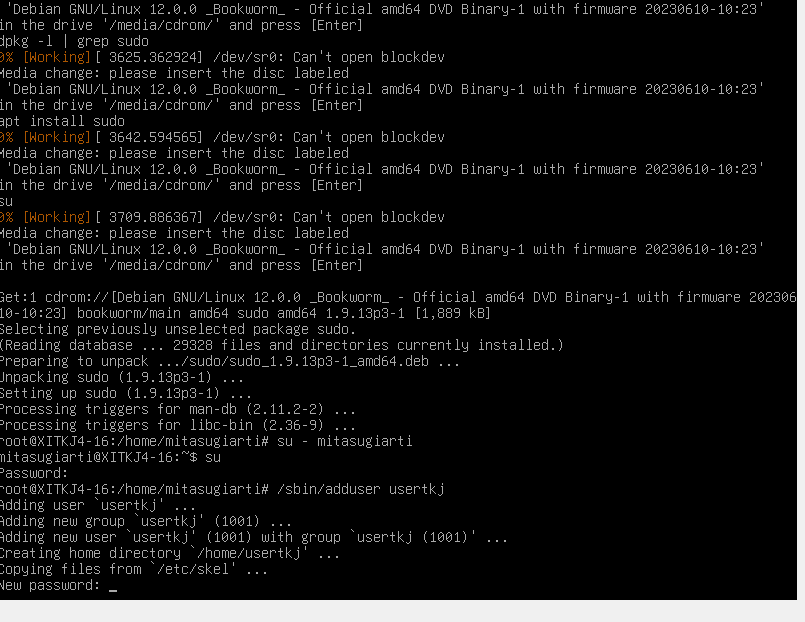 'Debian GNU/Linux 12.0.0 _Bookworm_ - Official amd64 DVD Binary-1 with firmware 20230610-10:23'
in the drive '/media/cdrom/' and press [Enter]
dpkg -l | grep sudo
0% [Working][ 3625.362924] /dev/sr0: Can't open blockdev
Media change: please insert the disc labeled
'Debian GNU/Linux 12.0.0 _Bookworm_ - Official amd64 DVD Binary-1 with firmware 20230610-10:23'
in the drive '/media/cdrom/' and press [Enter]
apt install sudo
0% [Working][ 3642.594565] /dev/sr0: Can't open blockdev
Media change: please insert the disc labeled
'Debian GNU/Linux 12.0.0 _Bookworm_ - Official amd64 DVD Binary-1 with firmware 20230610-10:23'
in the drive '/media/cdrom/' and press [Enter]
su
0% [Working][ 3709.886367] /dev/sr0: Can't open blockdev
Media change: please insert the disc labeled
'Debian GNU/Linux 12.0.0 _Bookworm_ - Official amd64 DVD Binary-1 with firmware 20230610-10:23'
in the drive '/media/cdrom/' and press [Enter]
Get:1 cdrom://[Debian GNU/Linux 12.0.0 _Bookworm_ - Official amd64 DVD Binary-1 with firmware 202306
10-10:23] bookworm/main amd64 sudo amd64 1.9.13p3-1 [1,889 kB]
Selecting previously unselected package sudo.
(Reading database ... 29328 files and directories currently installed.)
Preparing to unpack .../sudo/sudo_1.9.13p3-1_amd64.deb ...
Unpacking sudo (1.9.13p3-1) ...
Setting up sudo (1.9.13p3-1) ...
Processing triggers for man-db (2.11.2-2) ...
Processing triggers for libc-bin (2.36-9) ...
root@XITKJ4-16:/home/mitasugiarti# su - mitasugiarti
mitasugiarti@XITKJ4-16:~$ su
Password:
root@XITKJ4-16:/home/mitasugiarti# /sbin/adduser usertkj
Adding user `usertkj' ...
Adding new group `usertkj' (1001) ...
Adding new user `usertkj' (1001) with group `usertkj (1001)' ...
Creating home directory `/home/usertkj' ...
Copying files from `/etc/skel' ...
New password: _